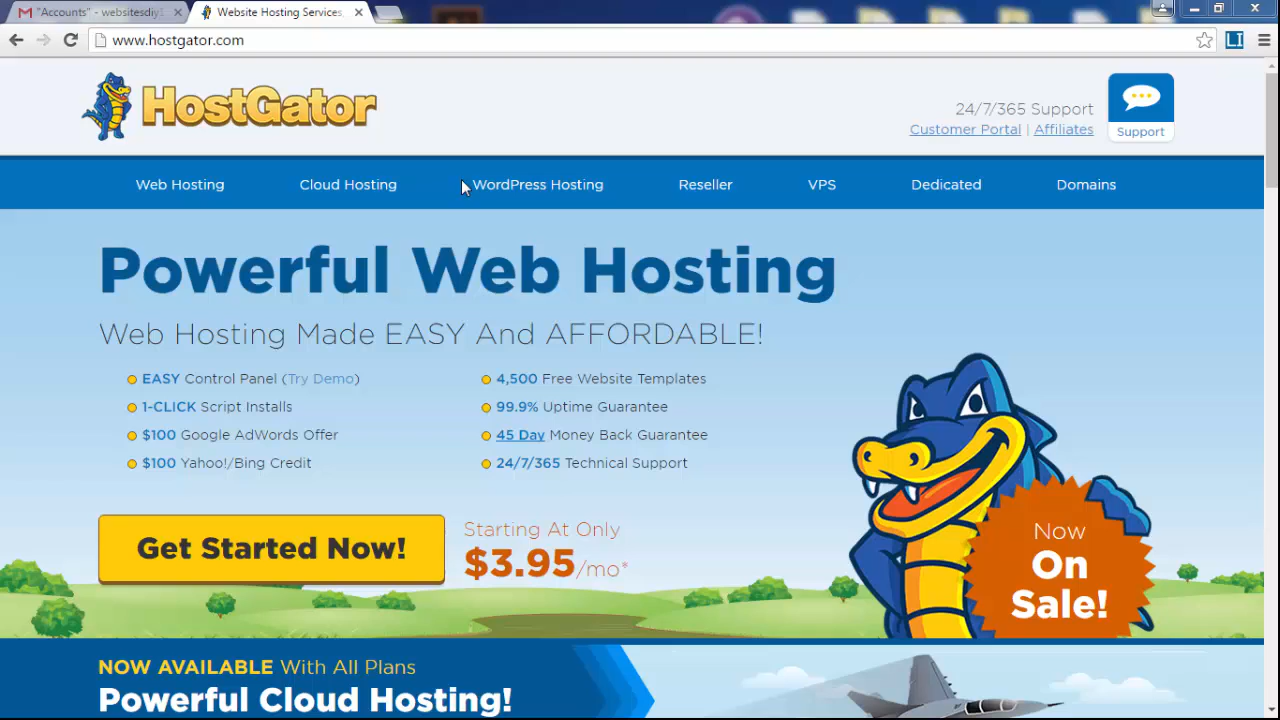 "Accounts" - websitesdiy
Website Hosting Services,
www.hostgator.com
LI
HostGator
24/7/365 Support
Customer Portal | Affiliates
Support
Web Hosting Cloud Hosting WordPress Hosting Reseller VPS Dedicated Domains
Powerful Web Hosting
Web Hosting Made EASY And AFFORDABLE!
EASY Control Panel (Try Demo)
1-CLICK Script Installs
$100 Google AdWords Offer
$100 Yahoo!/Bing Credit
4,500 Free Website Templates
99.9% Uptime Guarantee
45 Day Money Back Guarantee
24/7/365 Technical Support
Get Started Now!
Starting At Only
$3.95/mo*
Now
On
Sale!
NOW AVAILABLE With All Plans
Powerful Cloud Hosting!